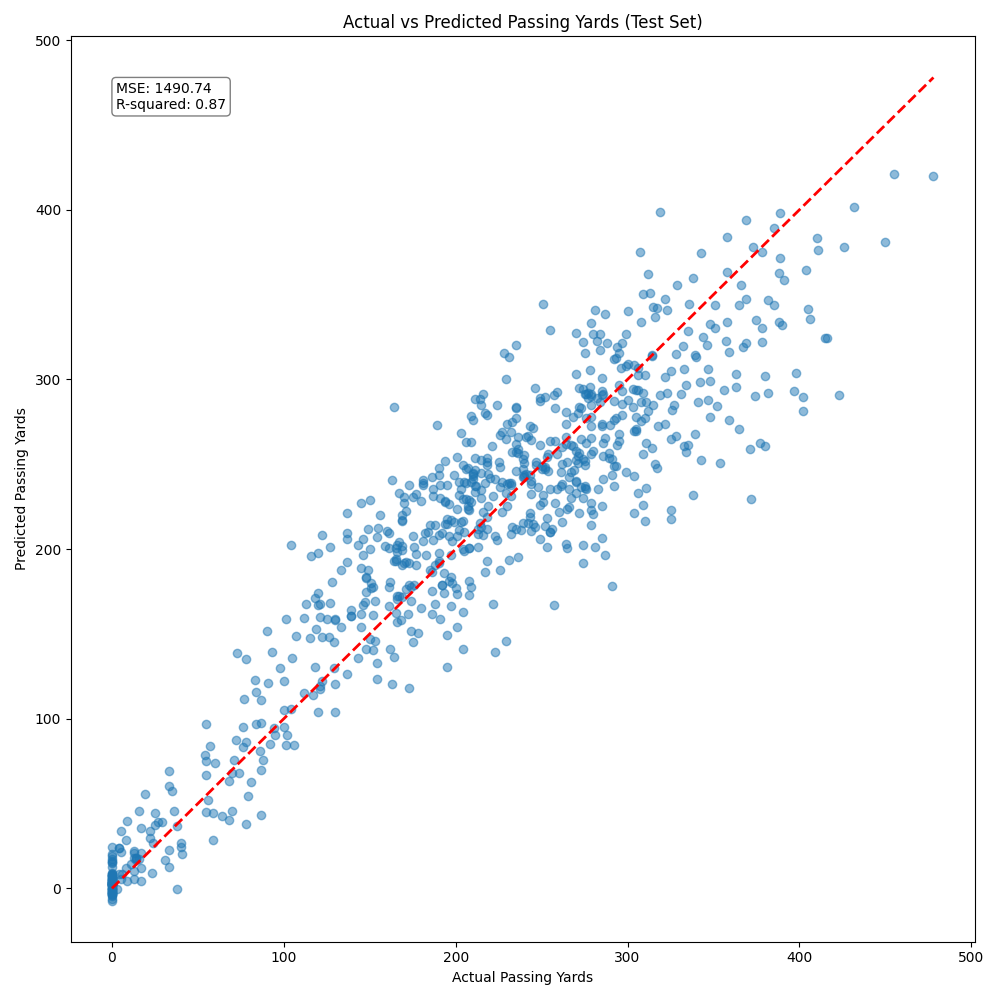 Actual vs Predicted Passing Yards (Test Set)
MSE: 1490.74
R-squared: 0.87
Predicted Passing Yards
500
400
300
200
100
0
0 100 200 300 400 500
Actual Passing Yards